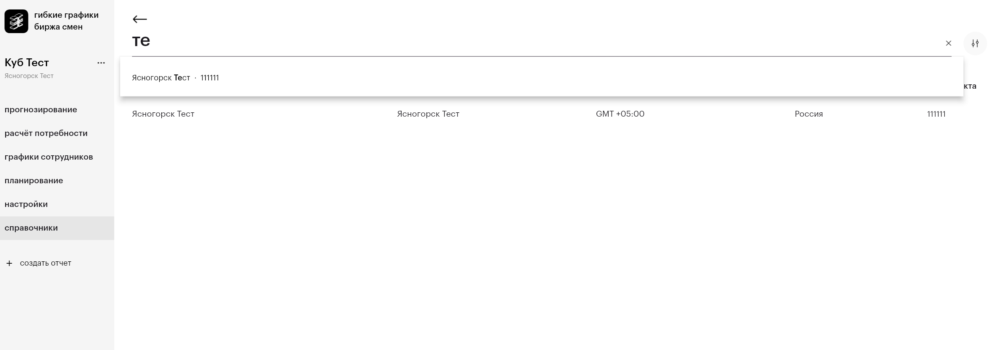 гибкие графики
биржа смен
Куб Тест
Ясногорск Тест
прогнозирование
расчёт потребности
графики сотрудников
планирование
настройки
справочники
+ создать отчет
те
Ясногорск Тест · 111111
кта
Ясногорск Тест Ясногорск Тест GMT +05:00 Россия 111111